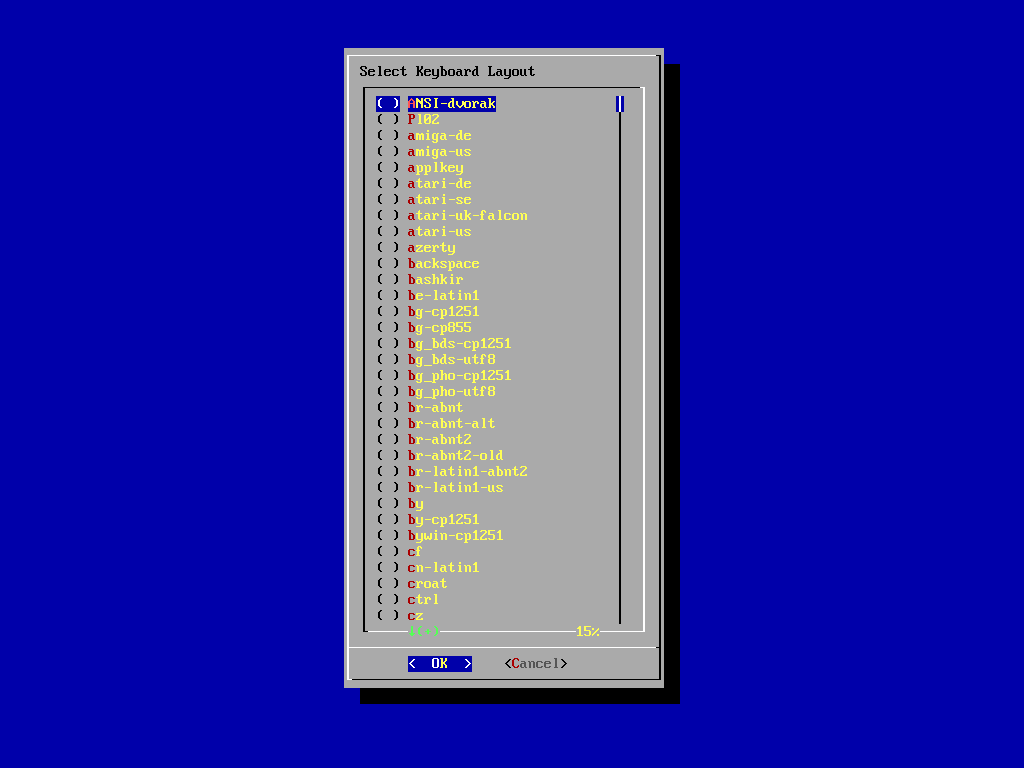 Select Keyboard Layout
( ) ANSI-dvorak
( ) Pl02
( ) amiga-de
( ) amiga-us
( ) applkey
( ) atari-de
( ) atari-se
( ) atari-uk-falcon
( ) atari-us
( ) azerty
( ) backspace
( ) bashkir
( ) be-latin1
( ) bg-cp1251
( ) bg-cp855
( ) bg_bds-cp1251
( ) bg_bds-utf8
( ) bg_pho-cp1251
( ) bg_pho-utf8
( ) br-abnt
( ) br-abnt-alt
( ) br-abnt2
( ) br-abnt2-old
( ) br-latin1-abnt2
( ) br-latin1-us
( ) by
( ) by-cp1251
( ) bywin-cp1251
( ) cf
( ) cn-latin1
( ) croat
( ) ctrl
( ) cz
↓(+) 15%
< OK > <Cancel>